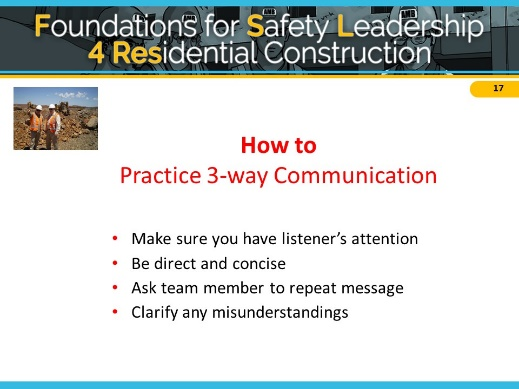 Foundations for Safety Leadership
4 Residential Construction
17
How to
Practice 3-way Communication
• Make sure you have listener's attention
• Be direct and concise
• Ask team member to repeat message
• Clarify any misunderstandings